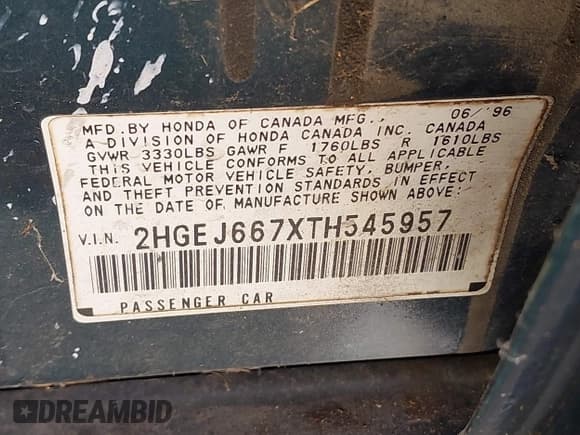 MFD. BY HONDA OF CANADA MFG., 06/'96
A DIVISION OF HONDA CANADA INC. CANADA
GVWR 3330LBS GAWR F 1760LBS R 1610LBS
THIS VEHICLE CONFORMS TO ALL APPLICABLE
FEDERAL MOTOR VEHICLE SAFETY, BUMPER,
AND THEFT PREVENTION STANDARDS IN EFFECT
ON THE DATE OF MANUFACTURE SHOWN ABOVE:
V.I.N. 2HGEJ667XTH545957
PASSENGER CAR
DREAMBID